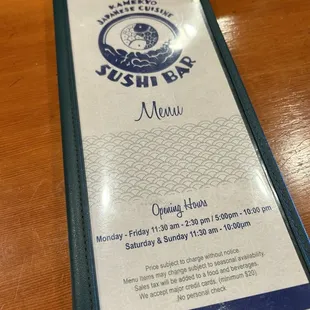 KAMEKYO
JAPANESE CUISINE
SUSHI BAR
Menu
Opening Hours
Monday - Friday 11:30 am - 2:30 pm / 5:00pm - 10:00 pm
Saturday & Sunday 11:30 am - 10:00pm
Price subject to charge without notice.
Menu Items may change subject to seasonal availability.
Sales tax will be added to a food and beverages.
We accept major credit cards, (minimum $20)
.No personal check